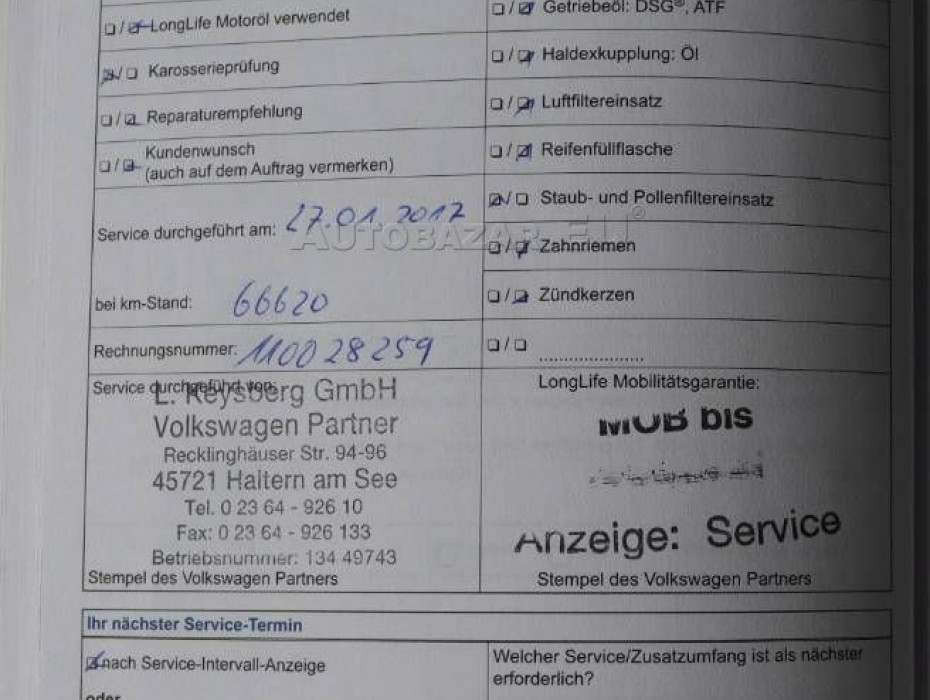 LongLife Motoröl verwendet
Karosserieprüfung
Reparaturempfehlung
Kundenwunsch
(auch auf dem Auftrag vermerken)
Service durchgeführt am: 27.01.2017
bei km-Stand: 66620
Rechnungsnummer: 110028259
Service durchgeführt von:
L. Keysberg GmbH
Volkswagen Partner
Recklinghäuser Str. 94-96
45721 Haltern am See
Tel. 0 23 64 - 926 10
Fax: 0 23 64 - 926 133
Betriebsnummer: 134 49743
Stempel des Volkswagen Partners
Getriebeöl: DSG®, ATF
Haldexkupplung: Öl
Luftfiltereinsatz
Reifenfüllflasche
Staub- und Pollenfiltereinsatz
Zahnriemen
Zündkerzen
LongLife Mobilitätsgarantie:
MOB bis
Anzeige: Service
Stempel des Volkswagen Partners
AUTOBAZAR.EU
Ihr nächster Service-Termin
nach Service-Intervall-Anzeige
oder
Welcher Service/Zusatzumfang ist als nächster
erforderlich?